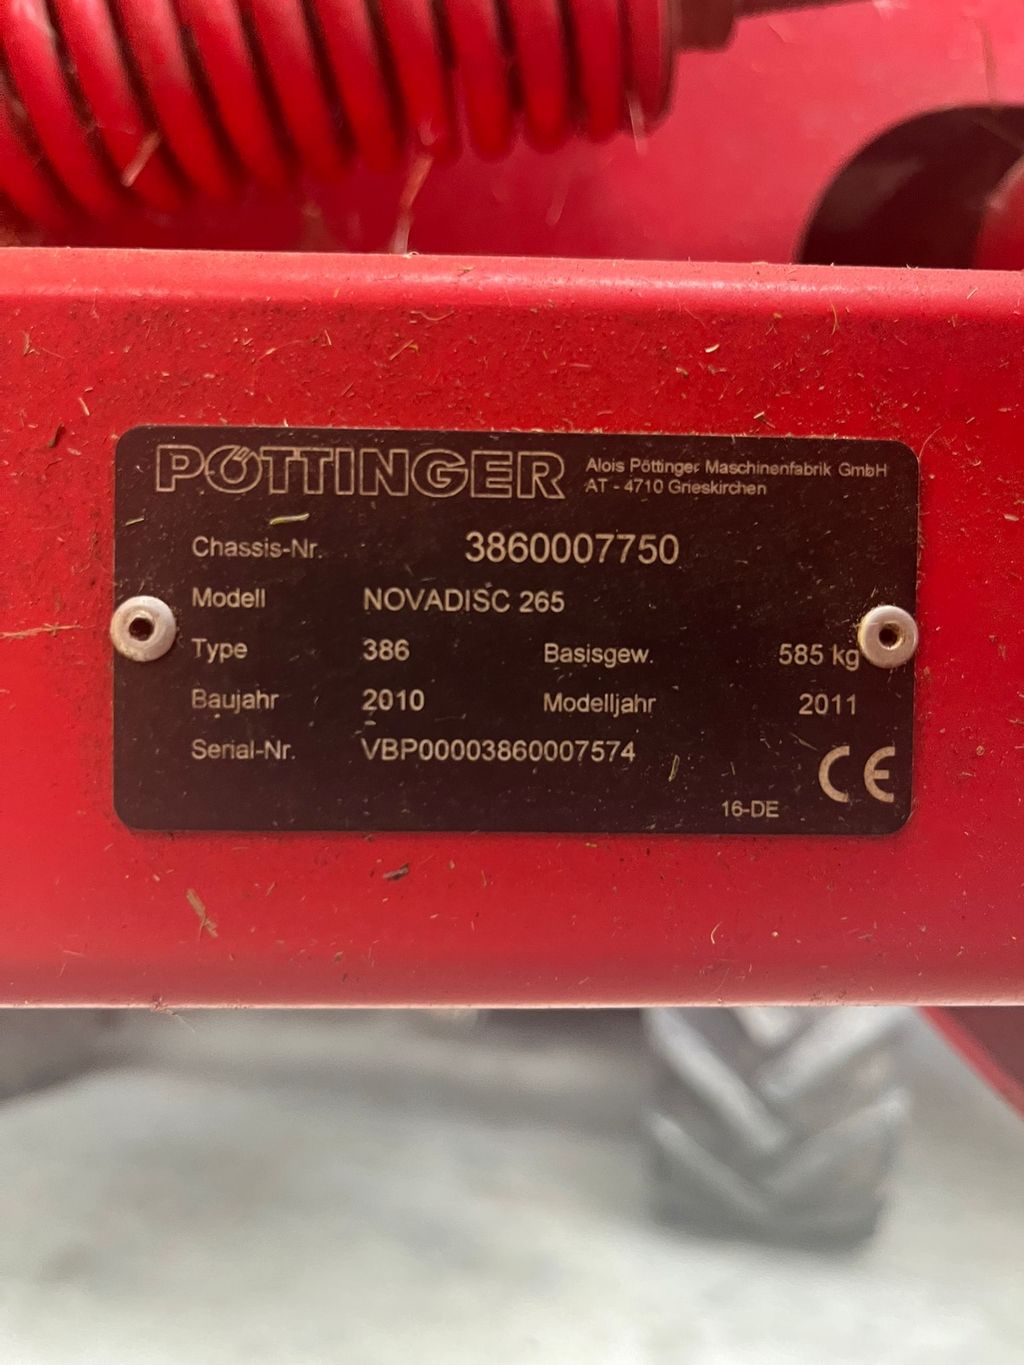 PÖTTINGER Alois Pöttinger Maschinenfabrik GmbH
AT - 4710 Grieskirchen
Chassis-Nr. 3860007750
Modell NOVADISC 265
Type 386 Basisgew. 585 kg
Baujahr 2010 Modelljahr 2011
Serial-Nr. VBP00003860007574
CE
16-DE